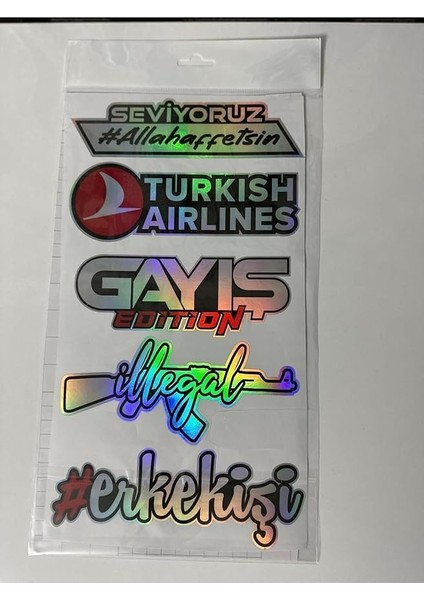 SEVİYORUZ
#Allahaffetsin
TURKISH
AIRLINES
GAYIŞ
EDITION
illegal
#erkekişi